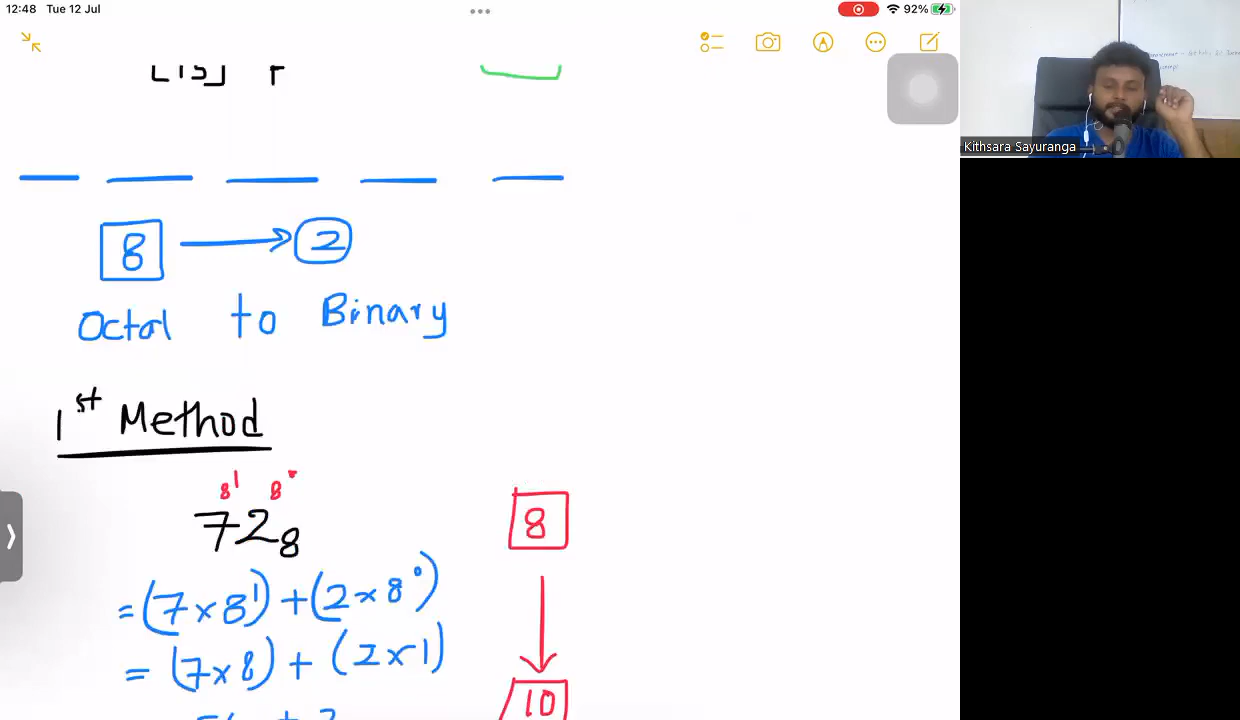 12:48 Tue 12 Jul
92%
Kithsara Sayuranga
8 → 2
Octal to Binary
1st Method
8¹ 8⁰
72₈
8
= (7×8¹) + (2×8⁰)
= (7×8) + (2×1)
10